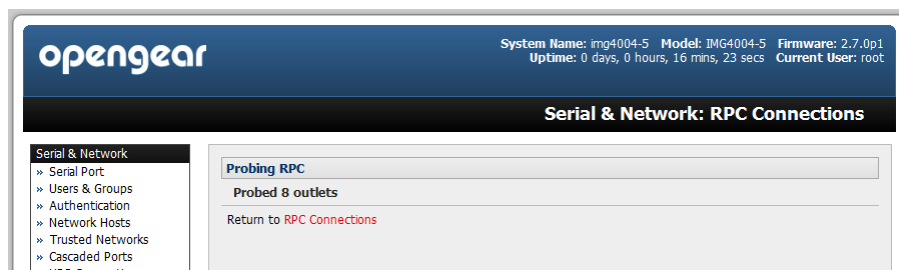 opengear
System Name: img4004-5 Model: IMG4004-5 Firmware: 2.7.0p1
Uptime: 0 days, 0 hours, 16 mins, 23 secs Current User: root
Serial & Network: RPC Connections
Serial & Network
» Serial Port
» Users & Groups
» Authentication
» Network Hosts
» Trusted Networks
» Cascaded Ports
Probing RPC
Probed 8 outlets
Return to RPC Connections